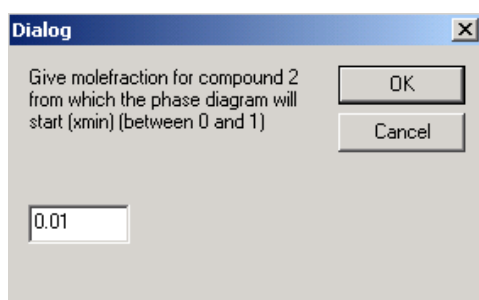 Dialog
Give molefraction for compound 2
from which the phase diagram will
start (xmin) (between 0 and 1)
OK
Cancel
0.01